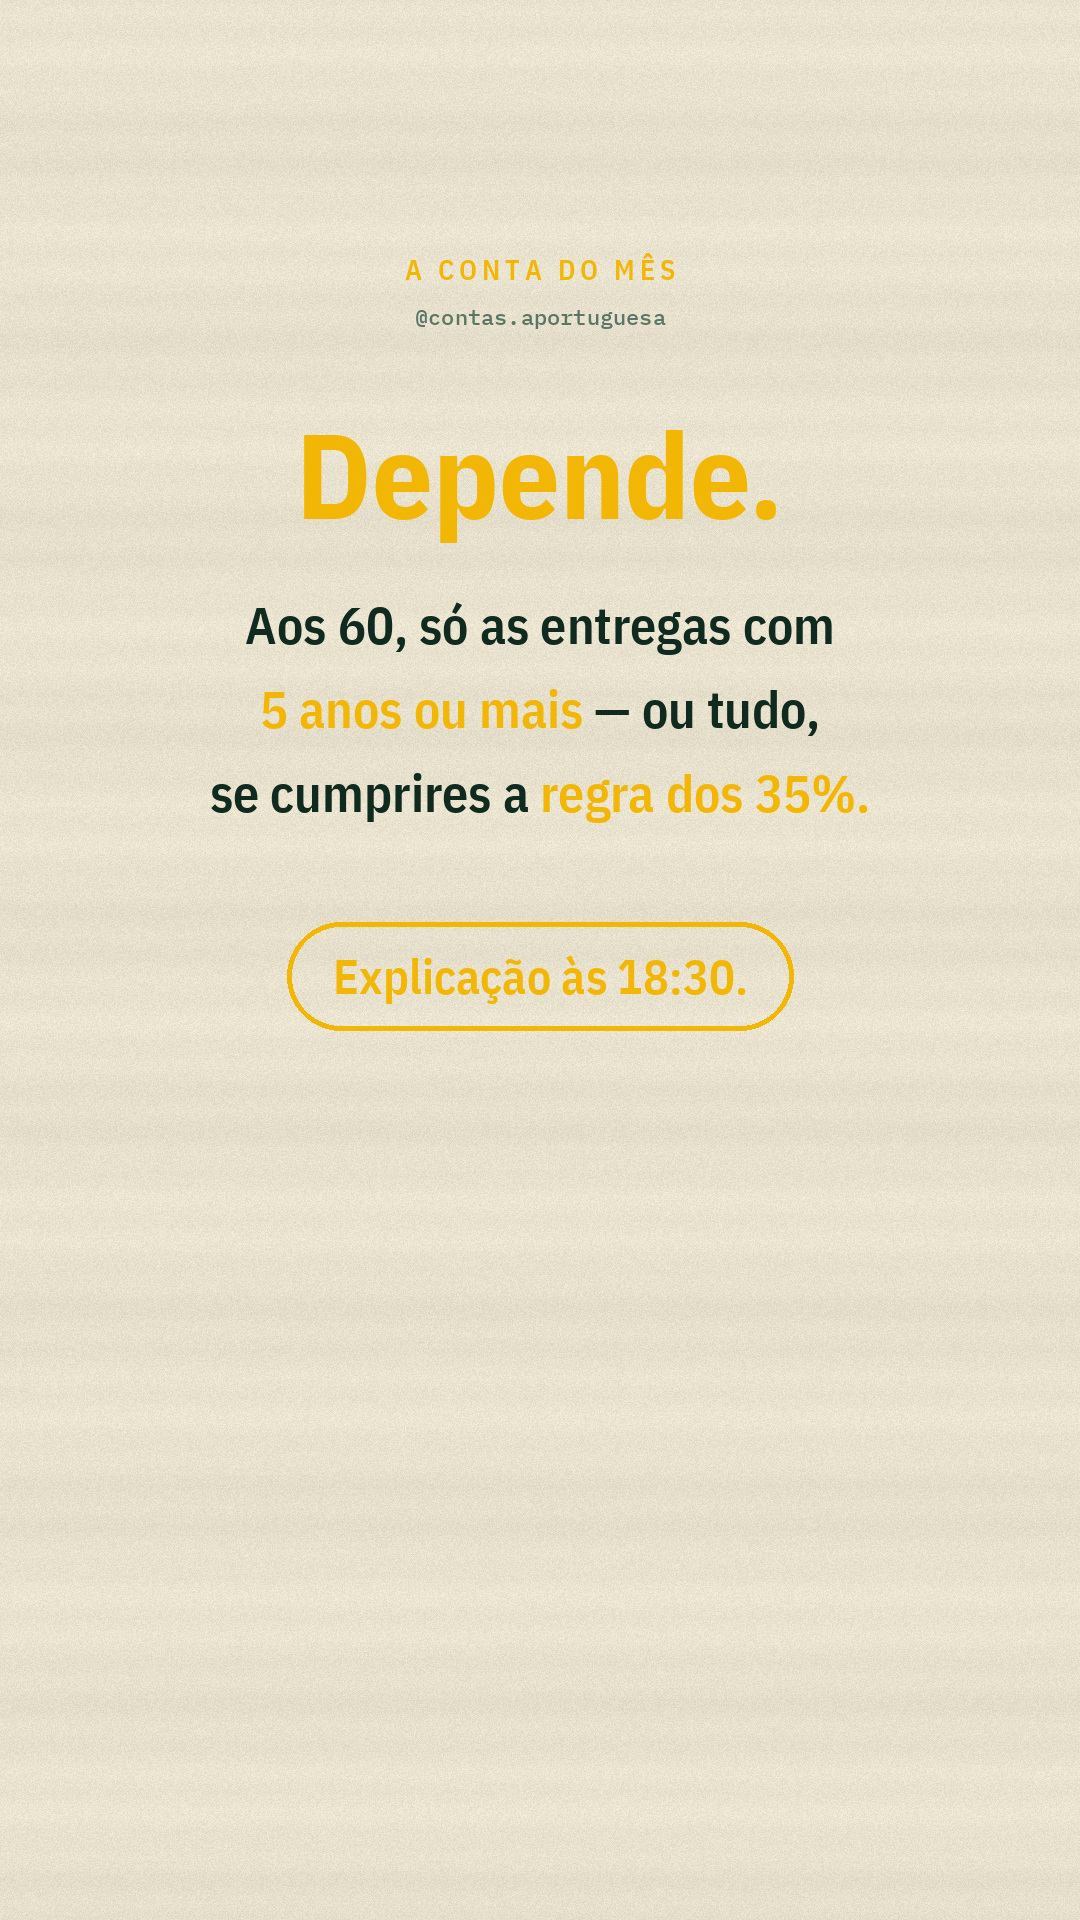 A CONTA DO MÊS
@contas.aportuguesa
Depende.
Aos 60, só as entregas com
5 anos ou mais — ou tudo,
se cumprires a regra dos 35%.
Explicação às 18:30.